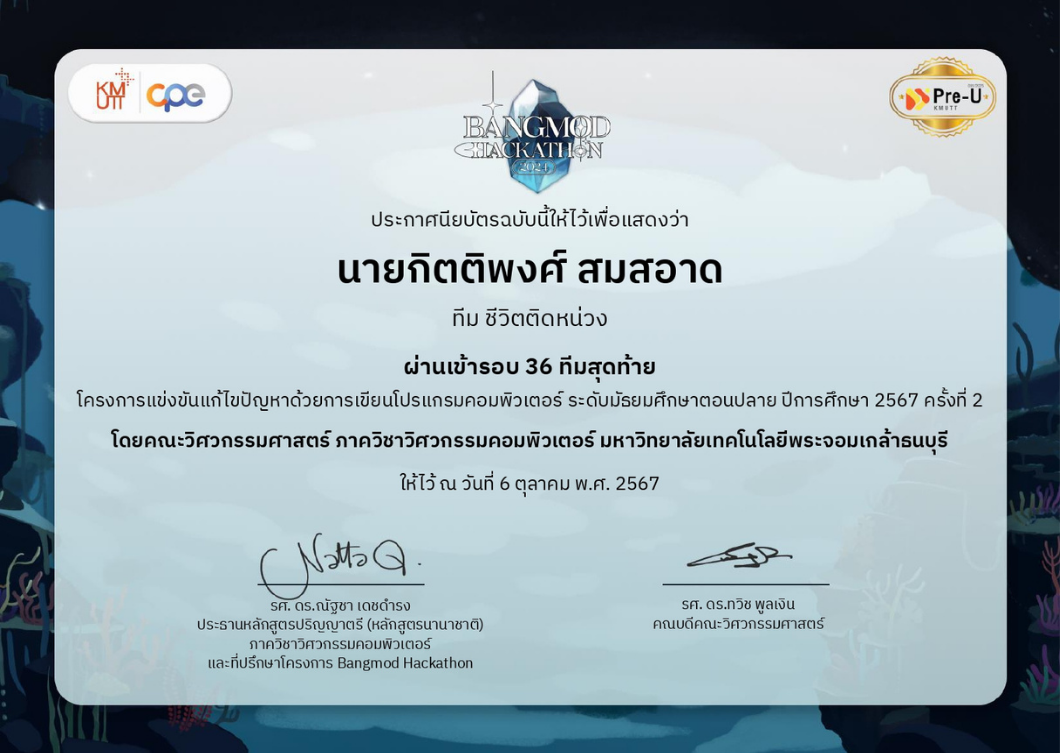 KMUTT
cpe
Pre-U
KMUTT
BANGMOD
HACKATHON
2024
ประกาศนียบัตรฉบับนี้ให้ไว้เพื่อแสดงว่า
นายกิตติพงศ์ สมสอาด
ทีม ชีวิตติดหน่วง
ผ่านเข้ารอบ 36 ทีมสุดท้าย
โครงการแข่งขันแก้ไขปัญหาด้วยการเขียนโปรแกรมคอมพิวเตอร์ ระดับมัธยมศึกษาตอนปลาย ปีการศึกษา 2567 ครั้งที่ 2
โดยคณะวิศวกรรมศาสตร์ ภาควิชาวิศวกรรมคอมพิวเตอร์ มหาวิทยาลัยเทคโนโลยีพระจอมเกล้าธนบุรี
ให้ไว้ ณ วันที่ 6 ตุลาคม พ.ศ. 2567
รศ. ดร.ณัฐชา เดชดำรง
ประธานหลักสูตรปริญญาตรี (หลักสูตรนานาชาติ)
ภาควิชาวิศวกรรมคอมพิวเตอร์
และที่ปรึกษาโครงการ Bangmod Hackathon
รศ. ดร.ทวิช พูลเงิน
คณบดีคณะวิศวกรรมศาสตร์